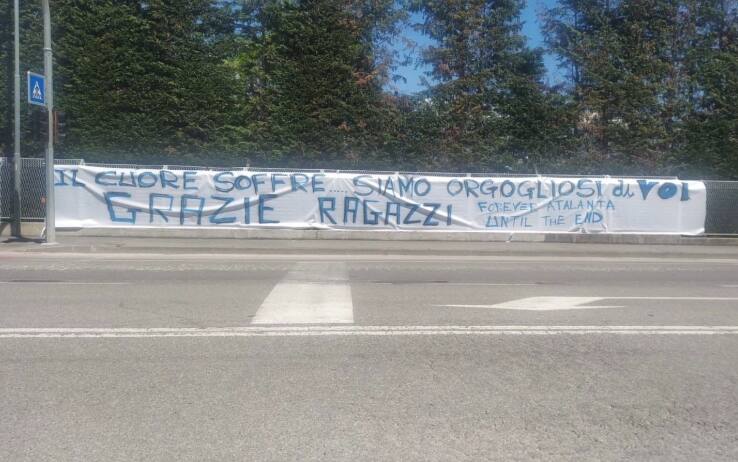 IL CUORE SOFFRE.....SIAMO ORGOGLIOSI di VOI
GRAZIE RAGAZZI
FOREVER ATALANTA
UNTIL THE END